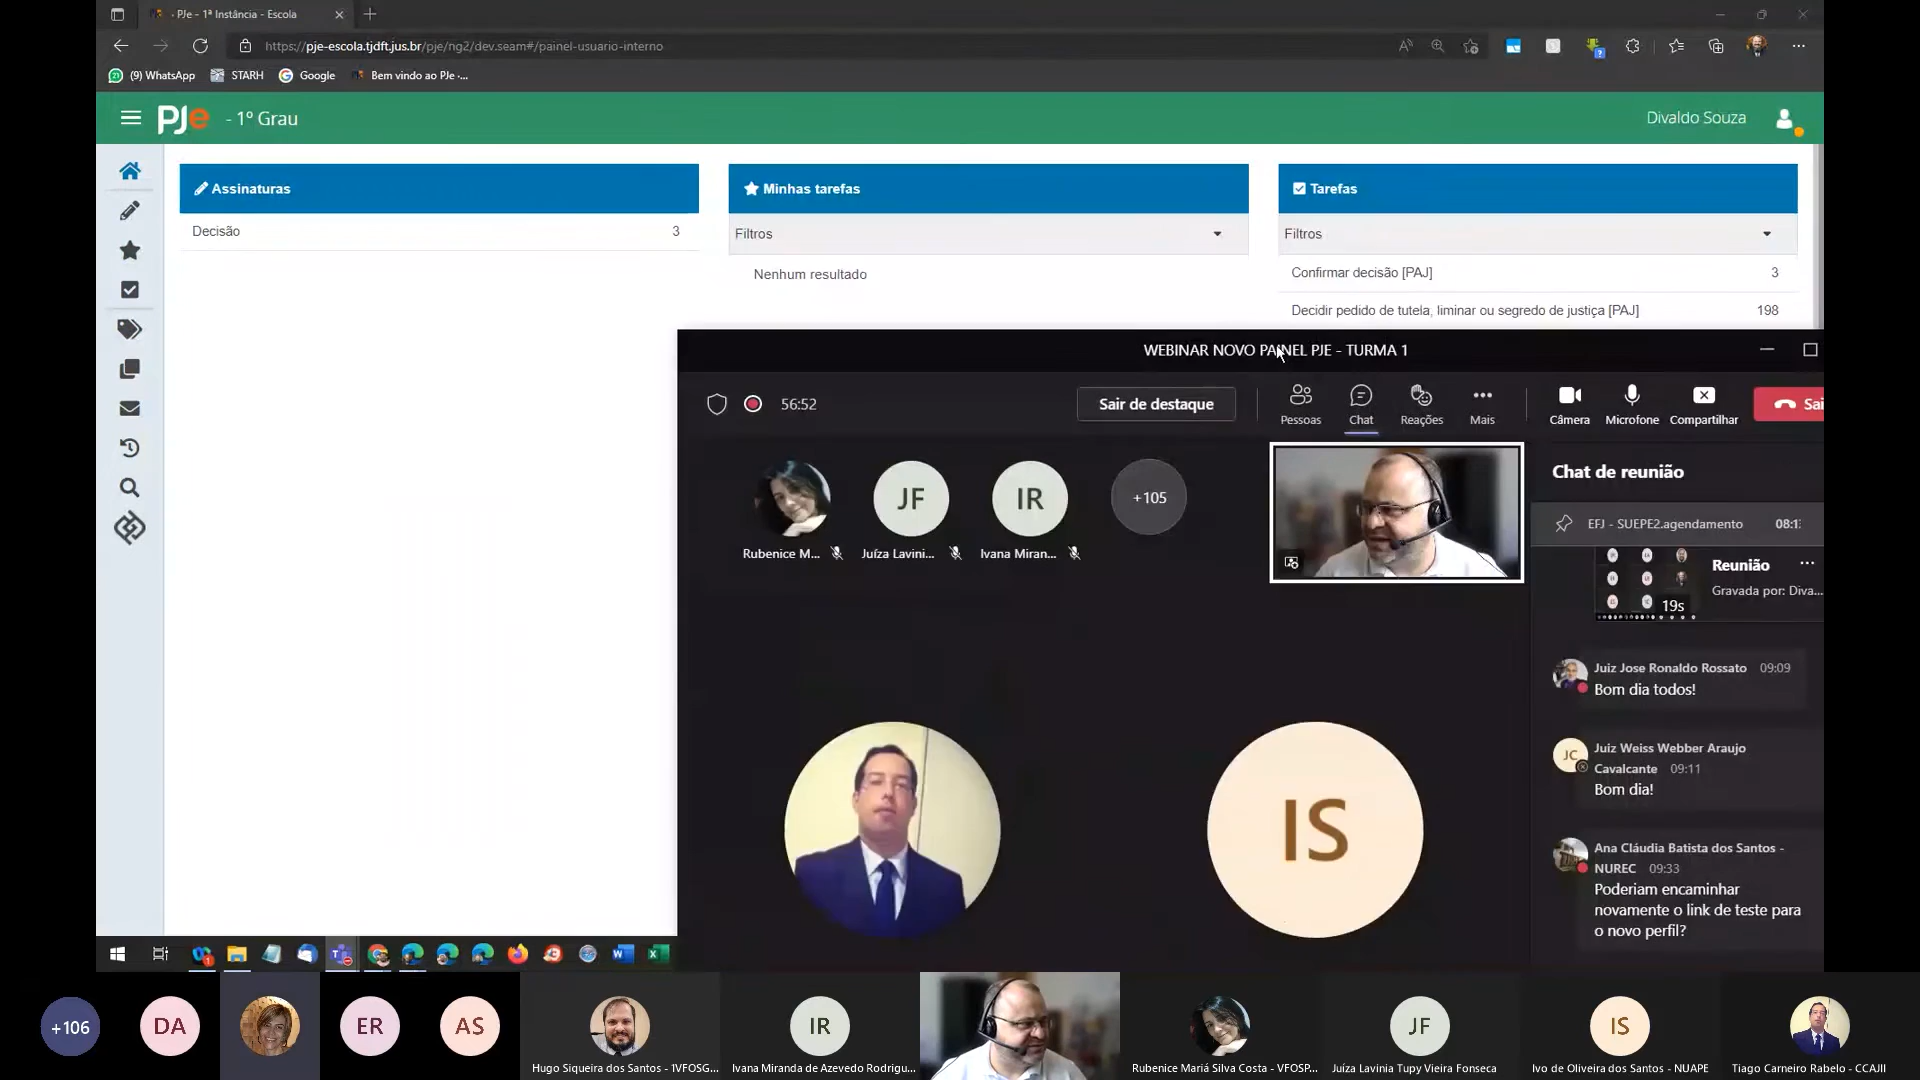 PJe - 1ª Instância - Escola
https://pje-escola.tjdft.jus.br/pje/ng2/dev.seam#/painel-usuario-interno
(9) WhatsApp
STARH
Google
Bem vindo ao PJe ·...
PJe - 1º Grau
Divaldo Souza
Assinaturas
Decisão 3
Minhas tarefas
Filtros
Nenhum resultado
Tarefas
Filtros
Confirmar decisão [PAJ] 3
Decidir pedido de tutela, liminar ou segredo de justiça [PAJ] 198
WEBINAR NOVO PAINEL PJE - TURMA 1
56:52
Sair de destaque
Pessoas
Chat
Reações
Mais
Câmera
Microfone
Compartilhar
Sai
Rubenice M...
JF
Juíza Lavini...
IR
Ivana Miran...
+105
IS
Chat de reunião
EFJ - SUEPE2.agendamento 08:1
Reunião
Gravada por: Diva...
19s
Juiz Jose Ronaldo Rossato 09:09
Bom dia todos!
JC
Juiz Weiss Webber Araujo
Cavalcante 09:11
Bom dia!
Ana Cláudia Batista dos Santos -
NUREC 09:33
Poderiam encaminhar
novamente o link de teste para
o novo perfil?
+106
DA
ER
AS
Hugo Siqueira dos Santos - 1VFOSG...
IR
Ivana Miranda de Azevedo Rodrigu...
Rubenice Mariá Silva Costa - VFOSP...
JF
Juíza Lavinia Tupy Vieira Fonseca
IS
Ivo de Oliveira dos Santos - NUAPE
Tiago Carneiro Rabelo - CCAJII